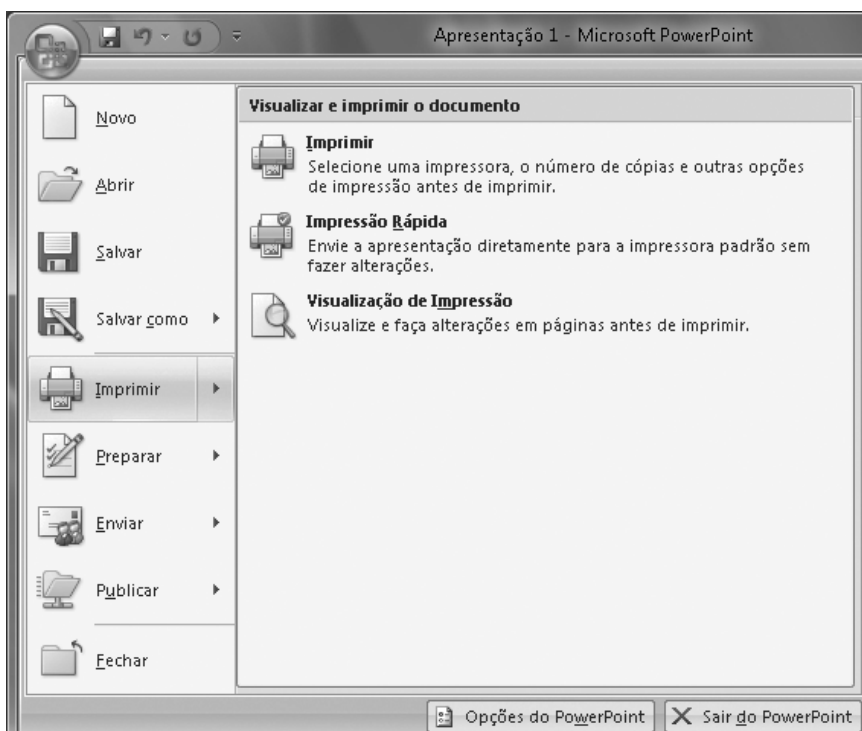 Apresentação 1 - Microsoft PowerPoint
Novo
Abrir
Salvar
Salvar como
Imprimir
Preparar
Enviar
Publicar
Fechar
Visualizar e imprimir o documento
Imprimir
Selecione uma impressora, o número de cópias e outras opções
de impressão antes de imprimir.
Impressão Rápida
Envie a apresentação diretamente para a impressora padrão sem
fazer alterações.
Visualização de Impressão
Visualize e faça alterações em páginas antes de imprimir.
Opções do PowerPoint
Sair do PowerPoint